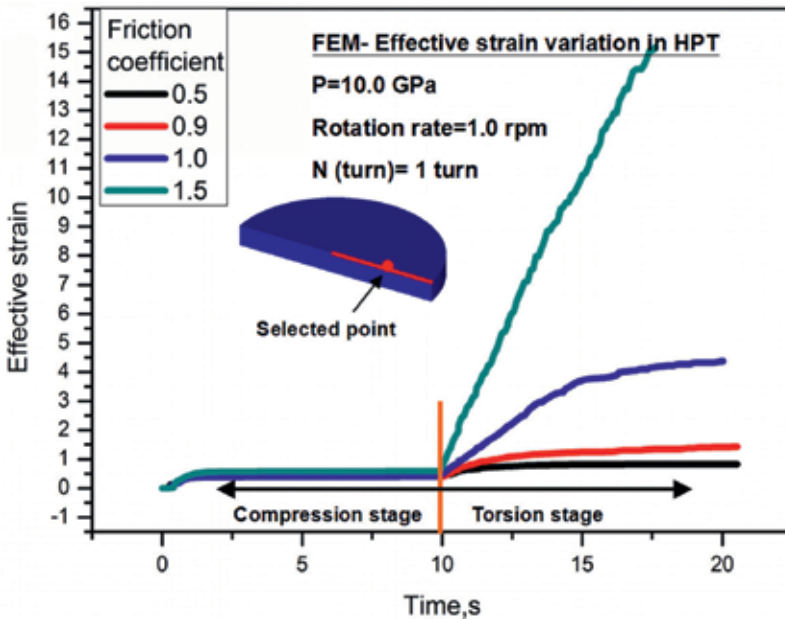 Friction
coefficient
0.5
0.9
1.0
1.5
FEM- Effective strain variation in HPT
P=10.0 GPa
Rotation rate=1.0 rpm
N (turn)= 1 turn
Selected point
Compression stage
Torsion stage
Effective strain
16
15
14
13
12
11
10
9
8
7
6
5
4
3
2
1
0
-1
0
5
10
15
20
Time,s